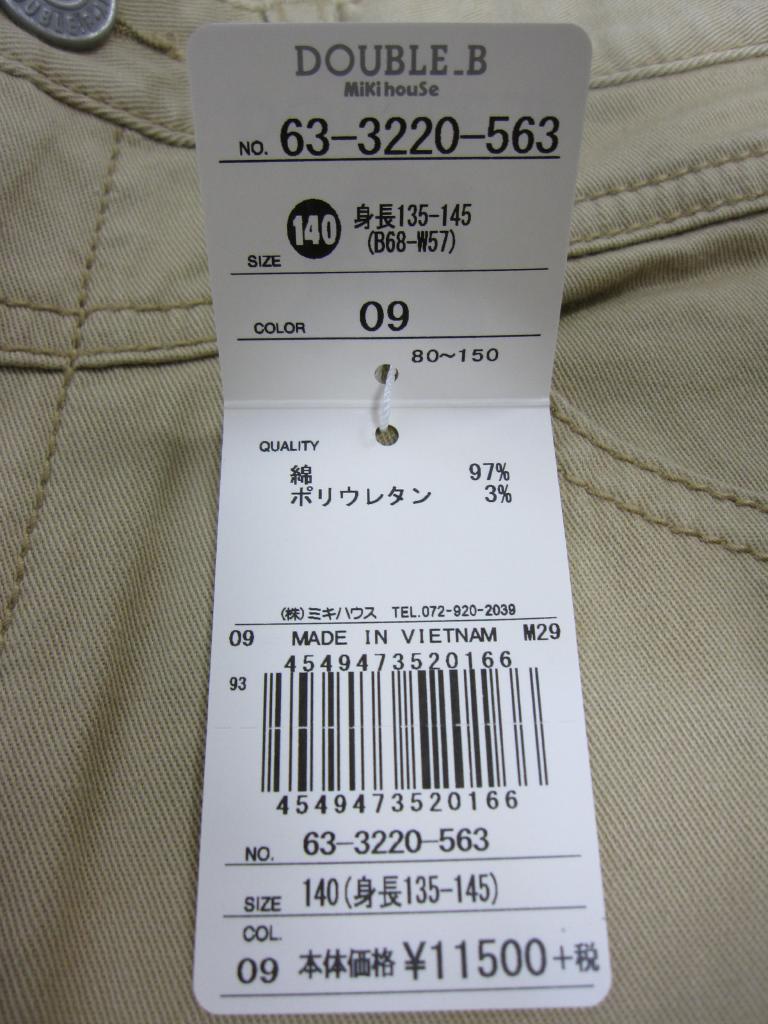 DOUBLE_B
MiKihouSe
NO. 63-3220-563
SIZE 140 身長135-145
(B68-W57)
COLOR 09
80~150
QUALITY
綿 97%
ポリウレタン 3%
(株)ミキハウス TEL.072-920-2039
09 MADE IN VIETNAM M29
4549473520166
93
4549473520166
NO. 63-3220-563
SIZE 140(身長135-145)
COL.
09 本体価格 ¥11500+税